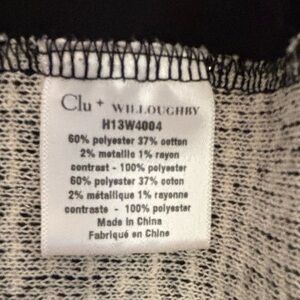 Clu + WILLOUGHBY
H13W4004
60% polyester 37% cotton
2% metallic 1% rayon
contrast - 100% polyester
60% polyester 37% coton
2% métallique 1% rayonne
contraste - 100% polyester
Made In China
Fabriqué en Chine